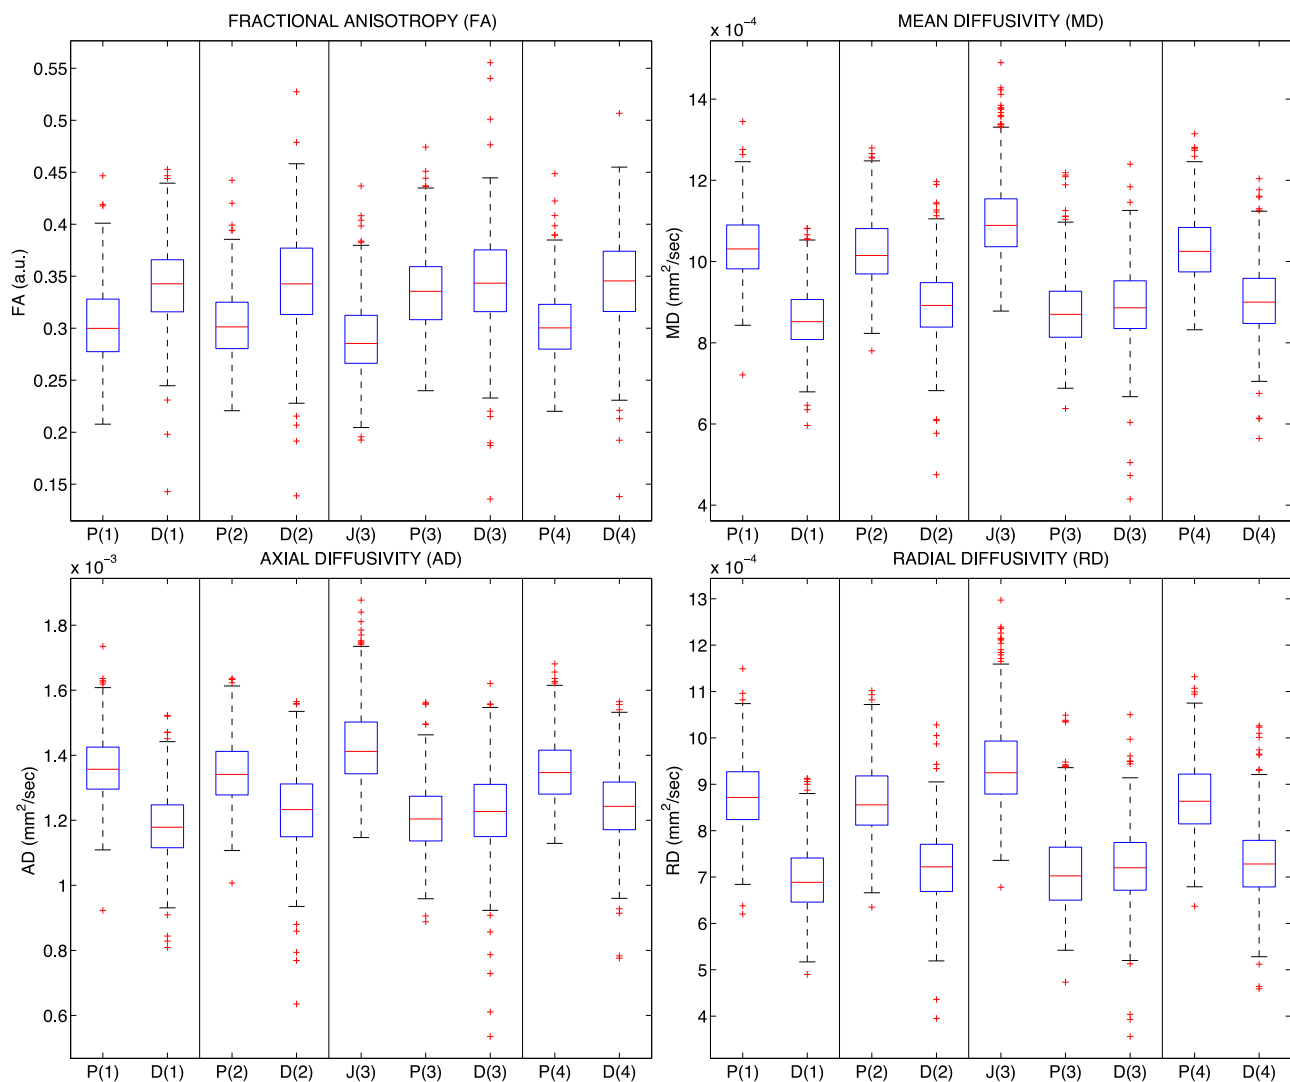 FRACTIONAL ANISOTROPY (FA)
FA (a.u.)
0.55
0.5
0.45
0.4
0.35
0.3
0.25
0.2
0.15
P(1) D(1) P(2) D(2) J(3) P(3) D(3) P(4) D(4)
MEAN DIFFUSIVITY (MD)
x 10⁻⁴
MD (mm²/sec)
14
12
10
8
6
4
P(1) D(1) P(2) D(2) J(3) P(3) D(3) P(4) D(4)
AXIAL DIFFUSIVITY (AD)
x 10⁻³
AD (mm²/sec)
1.8
1.6
1.4
1.2
1
0.8
0.6
P(1) D(1) P(2) D(2) J(3) P(3) D(3) P(4) D(4)
RADIAL DIFFUSIVITY (RD)
x 10⁻⁴
RD (mm²/sec)
13
12
11
10
9
8
7
6
5
4
P(1) D(1) P(2) D(2) J(3) P(3) D(3) P(4) D(4)